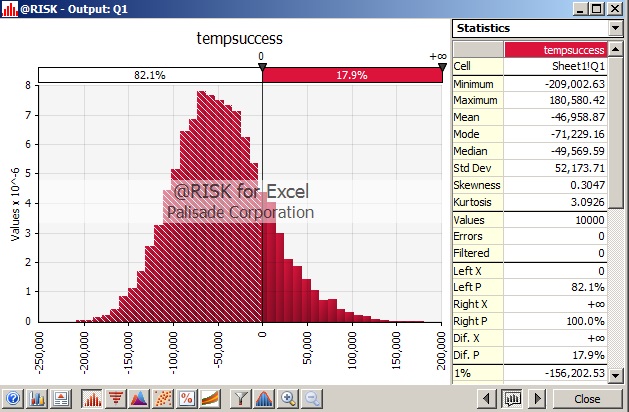 @RISK - Output: Q1
tempsuccess
0
+∞
82.1%
17.9%
8
7
6
5
4
3
2
1
0
Values x 10^-6
@RISK for Excel
Palisade Corporation
-250,000
-200,000
-150,000
-100,000
-50,000
0
50,000
100,000
150,000
200,000
Statistics
tempsuccess
Cell Sheet1!Q1
Minimum -209,002.63
Maximum 180,580.42
Mean -46,958.87
Mode -71,229.16
Median -49,569.59
Std Dev 52,173.71
Skewness 0.3047
Kurtosis 3.0926
Values 10000
Errors 0
Filtered 0
Left X 0
Left P 82.1%
Right X +∞
Right P 100.0%
Dif. X +∞
Dif. P 17.9%
1% -156,202.53
Close